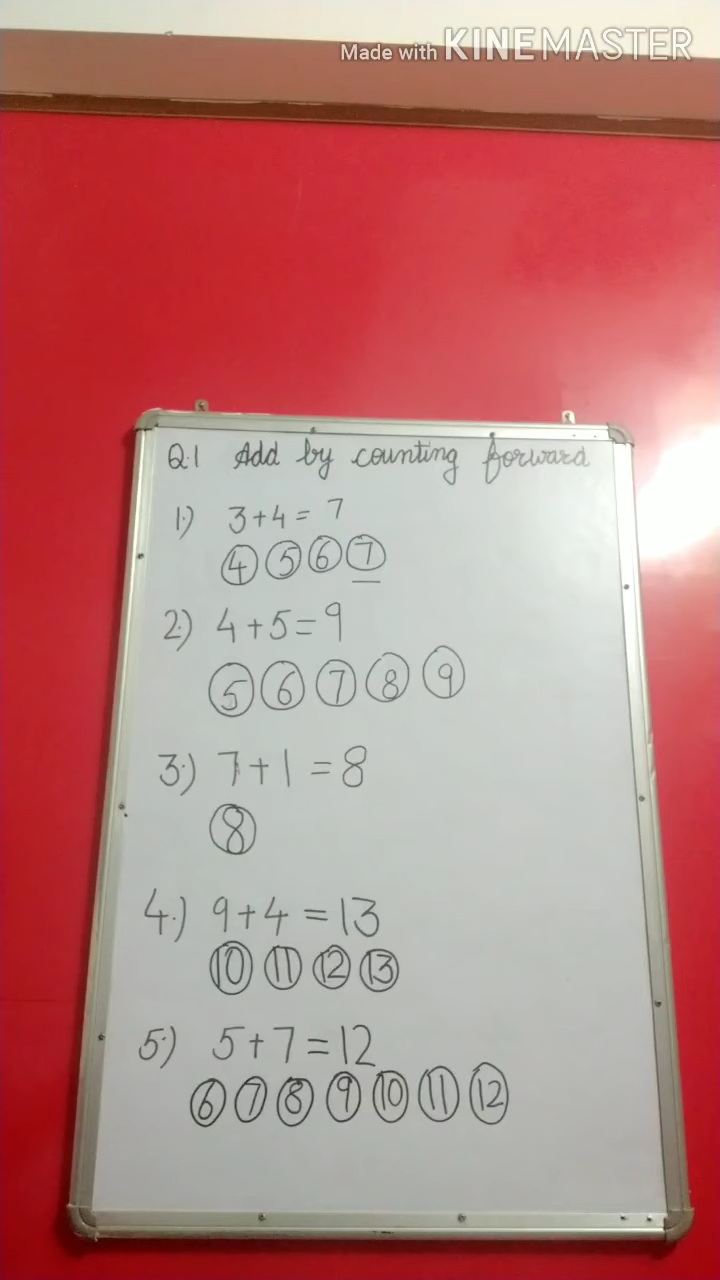 Made with KINEMASTER
Q.1 Add by counting forward
1.) 3+4= 7
④ ⑤ ⑥ ⑦
2.) 4+5=9
⑤ ⑥ ⑦ ⑧ ⑨
3.) 7+1=8
⑧
4.) 9+4=13
⑩ ⑪ ⑫ ⑬
5.) 5+7=12
⑥ ⑦ ⑧ ⑨ ⑩ ⑪ ⑫